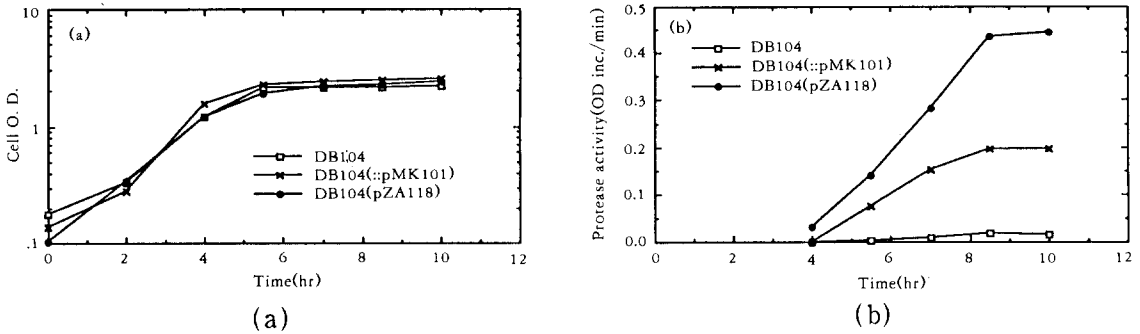 (a)
Cell O. D.
10
1
.1
DB104
DB104(::pMK101)
DB104(pZA118)
0 2 4 6 8 10 12
Time(hr)
(a)
(b)
Protease activity(OD inc./min)
0.5
0.4
0.3
0.2
0.1
0.0
DB104
DB104(::pMK101)
DB104(pZA118)
0 2 4 6 8 10 12
Time(hr)
(b)